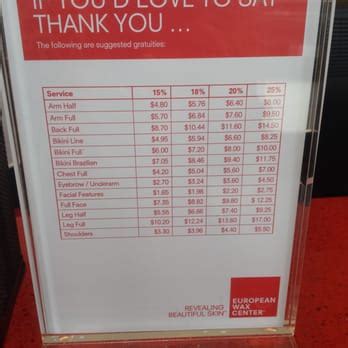 IF YOU'D LOVE TO SAY
THANK YOU ...
The following are suggested gratuities:
Service 15% 18% 20% 25%
Arm Half $4.80 $5.76 $6.40 $8.00
Arm Full $5.70 $6.84 $7.60 $9.50
Back Full $8.70 $10.44 $11.60 $14.50
Bikini Line $4.95 $5.94 $6.60 $8.25
Bikini Full $6.00 $7.20 $8.00 $10.00
Bikini Brazilian $7.05 $8.46 $9.40 $11.75
Chest Full $4.20 $5.04 $5.60 $7.00
Eyebrow / Underarm $2.70 $3.24 $3.60 $4.50
Facial Features $1.65 $1.98 $2.20 $2.75
Full Face $7.35 $8.82 $9.80 $ 12.25
Leg Half $5.55 $6.66 $7.40 $9.25
Leg Full $10.20 $12.24 $13.60 $17.00
Shoulders $3.30 $3.96 $4.40 $5.50
REVEALING
BEAUTIFUL SKIN™
EUROPEAN
WAX
CENTER®